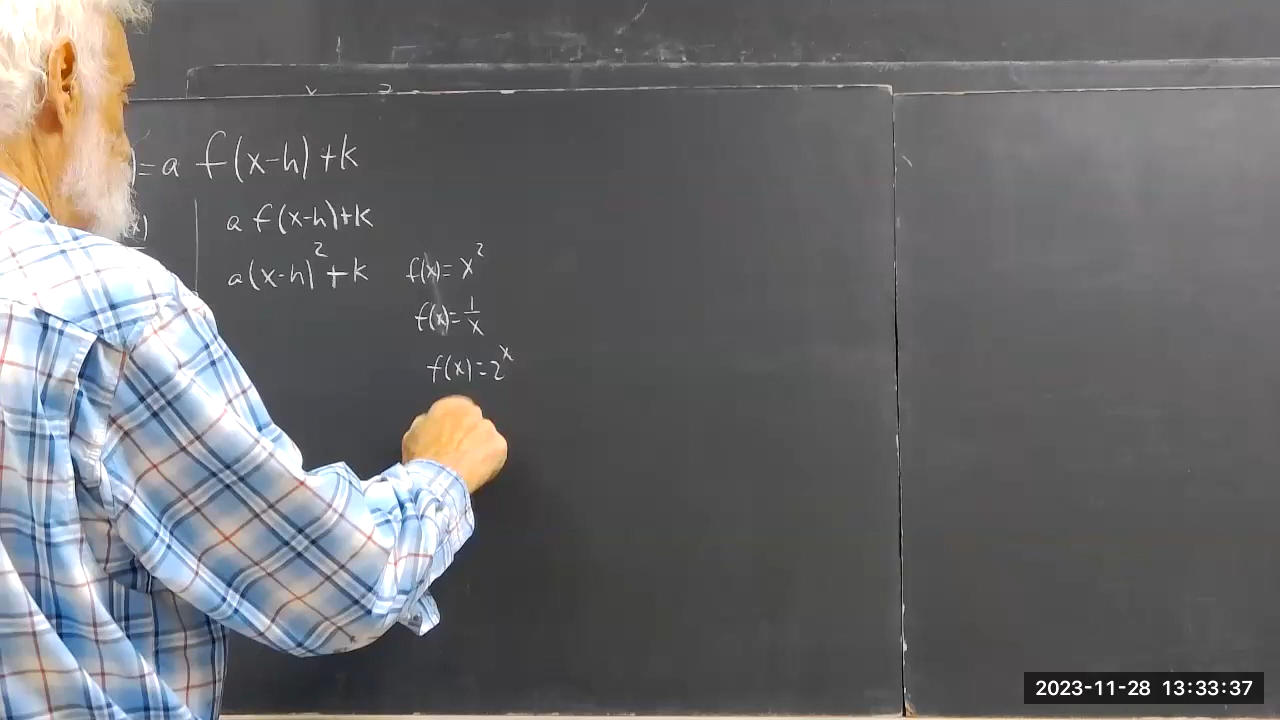 )=a f(x-h)+k
x) | a f(x-h)+k
a(x-h)²+k f(x)=x²
f(x)=1/x
f(x)=2ˣ
2023-11-28 13:33:37